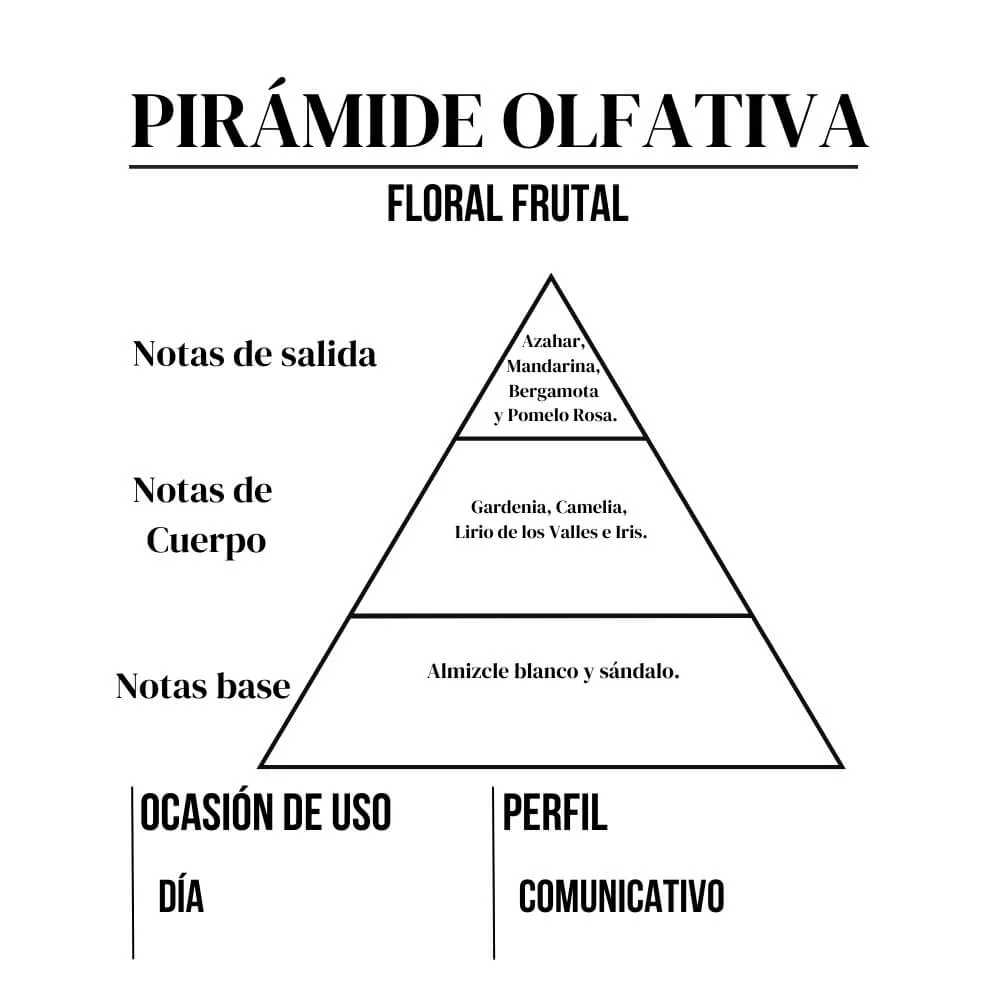 PIRÁMIDE OLFATIVA
FLORAL FRUTAL
Notas de salida
Azahar,
Mandarina,
Bergamota
y Pomelo Rosa.
Notas de
Cuerpo
Gardenia, Camelia,
Lirio de los Valles e Iris.
Notas base
Almizcle blanco y sándalo.
OCASIÓN DE USO
DÍA
PERFIL
COMUNICATIVO